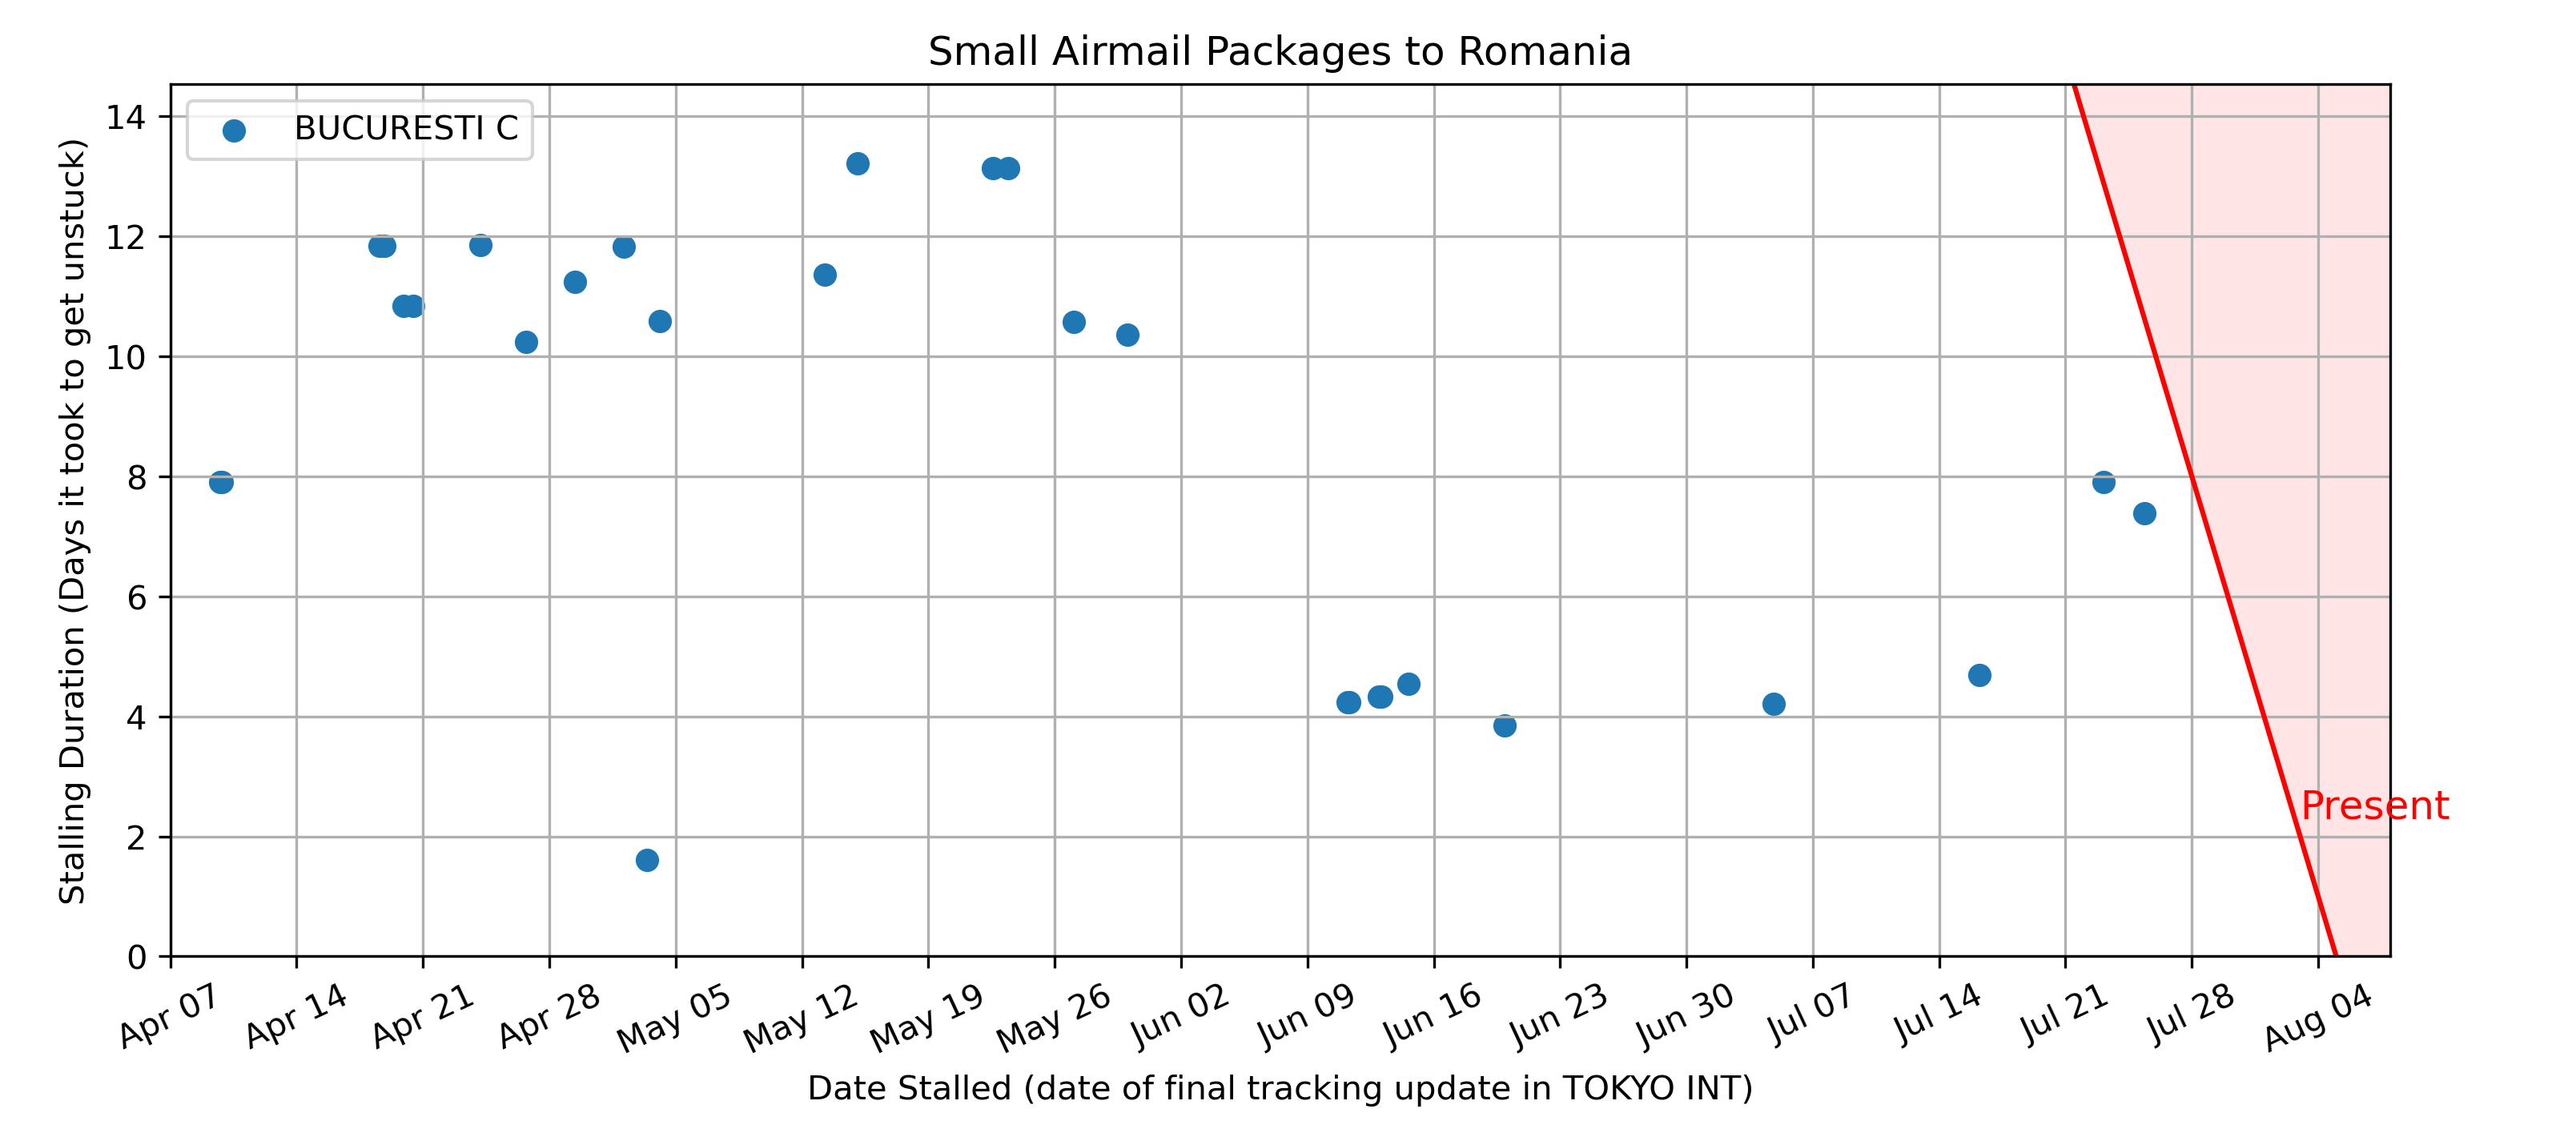 Small Airmail Packages to Romania
BUCURESTI C
Stalling Duration (Days it took to get unstuck)
14
12
10
8
6
4
2
0
Present
Apr 07
Apr 14
Apr 21
Apr 28
May 05
May 12
May 19
May 26
Jun 02
Jun 09
Jun 16
Jun 23
Jun 30
Jul 07
Jul 14
Jul 21
Jul 28
Aug 04
Date Stalled (date of final tracking update in TOKYO INT)